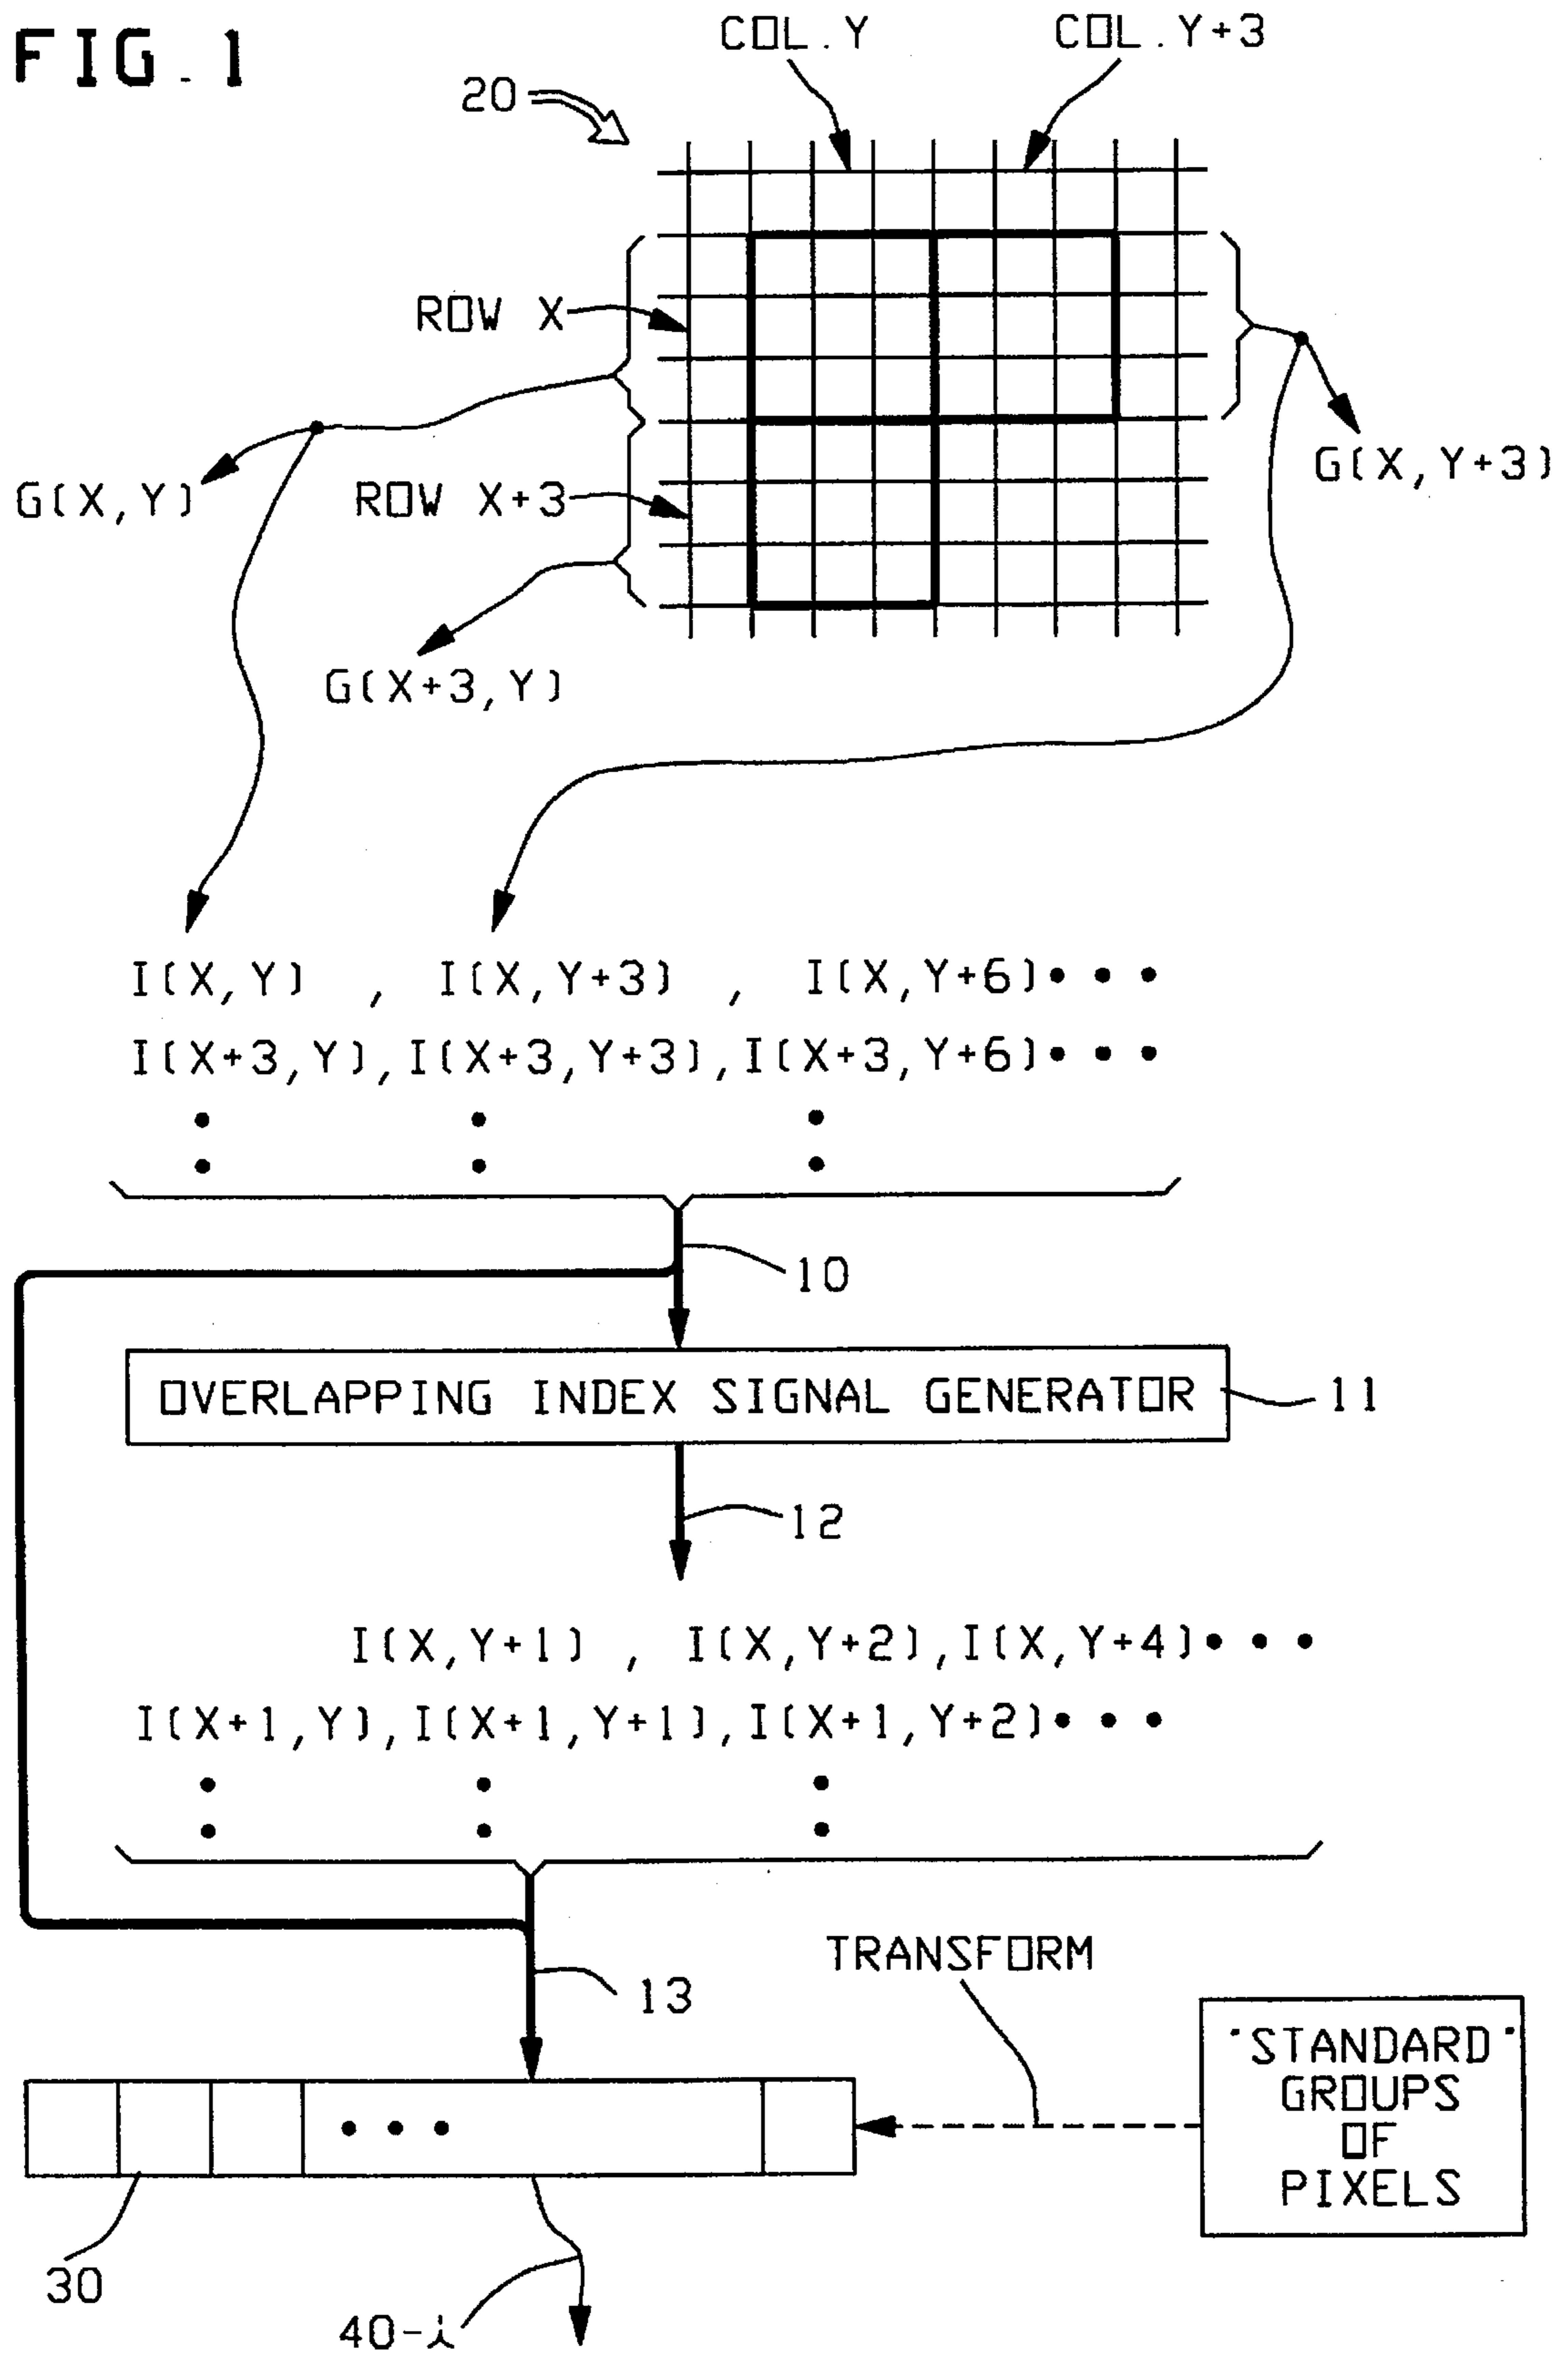 FIG. 1
COL. Y
COL. Y+3
20
ROW X
G(X,Y)
ROW X+3
G(X,Y+3)
G(X+3,Y)
I(X,Y) , I(X,Y+3) , I(X,Y+6)•••
I(X+3,Y),I(X+3,Y+3),I(X+3,Y+6)•••
10
OVERLAPPING INDEX SIGNAL GENERATOR
11
12
I(X,Y+1) , I(X,Y+2),I(X,Y+4)•••
I(X+1,Y),I(X+1,Y+1),I(X+1,Y+2)•••
TRANSFORM
13
"STANDARD"
GROUPS
OF
PIXELS
•••
30
40-i